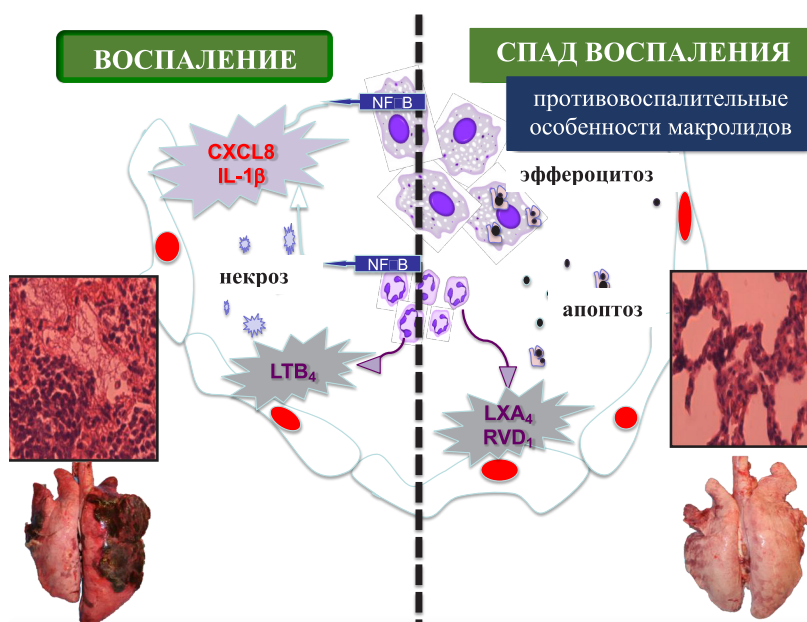 ВОСПАЛЕНИЕ
СПАД ВОСПАЛЕНИЯ
противовоспалительные
особенности макролидов
NF□B
CXCL8
IL-1β
эффероцитоз
некроз
NF□B
апоптоз
LTB₄
LXA₄
RVD₁